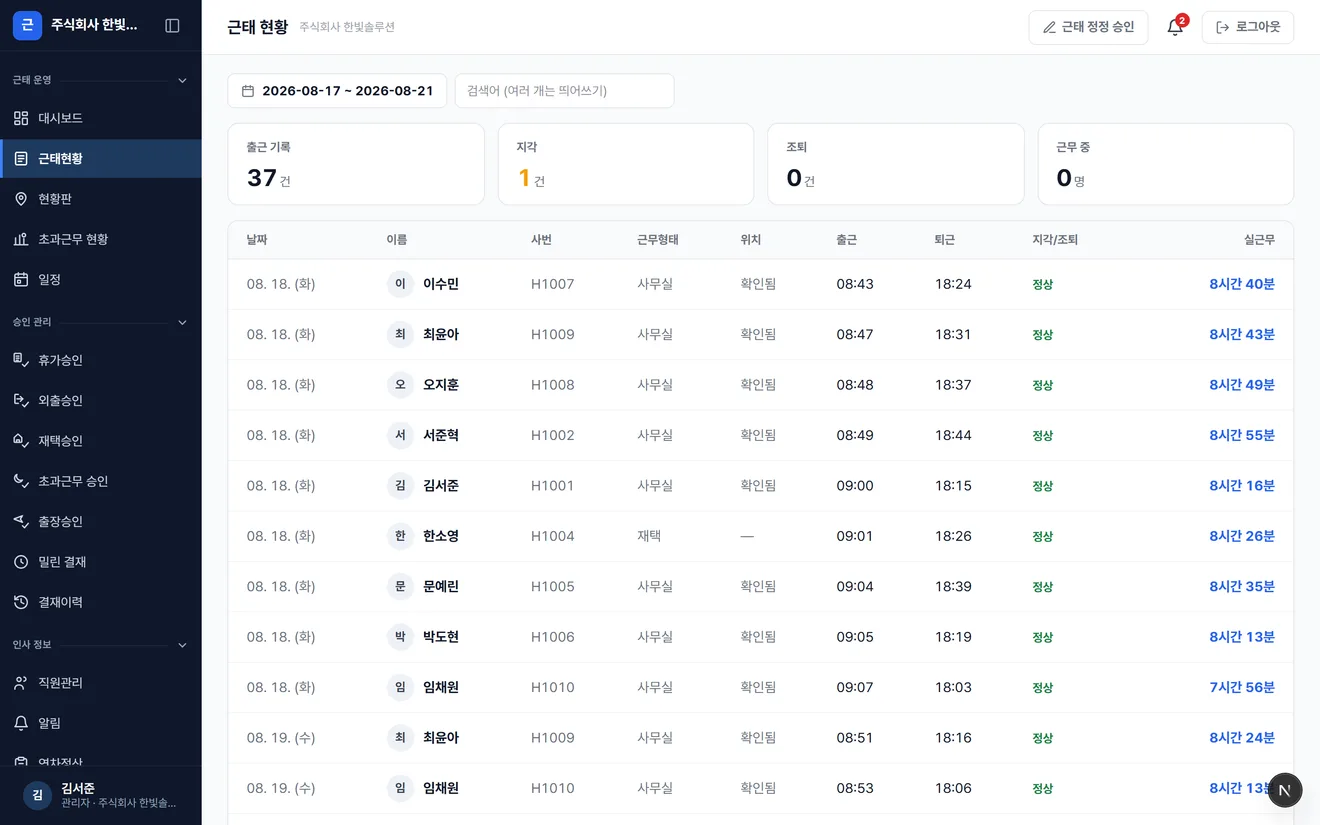 근 주식회사 한빛...
근태 운영
대시보드
근태현황
현황판
초과근무 현황
일정
승인 관리
휴가승인
외출승인
재택승인
초과근무 승인
출장승인
밀린 결재
결재이력
인사 정보
직원관리
알림
연차정산
김 김서준
관리자 · 주식회사 한빛솔...
근태 현황 주식회사 한빛솔루션
근태 정정 승인 2 로그아웃
2026-08-17 ~ 2026-08-21 검색어 (여러 개는 띄어쓰기)
출근 기록 지각 조퇴 근무 중
37건 1건 0건 0명
날짜 이름 사번 근무형태 위치 출근 퇴근 지각/조퇴 실근무
08. 18. (화) 이 이수민 H1007 사무실 확인됨 08:43 18:24 정상 8시간 40분
08. 18. (화) 최 최윤아 H1009 사무실 확인됨 08:47 18:31 정상 8시간 43분
08. 18. (화) 오 오지훈 H1008 사무실 확인됨 08:48 18:37 정상 8시간 49분
08. 18. (화) 서 서준혁 H1002 사무실 확인됨 08:49 18:44 정상 8시간 55분
08. 18. (화) 김 김서준 H1001 사무실 확인됨 09:00 18:15 정상 8시간 16분
08. 18. (화) 한 한소영 H1004 재택 — 09:01 18:26 정상 8시간 26분
08. 18. (화) 문 문예린 H1005 사무실 확인됨 09:04 18:39 정상 8시간 35분
08. 18. (화) 박 박도현 H1006 사무실 확인됨 09:05 18:19 정상 8시간 13분
08. 18. (화) 임 임채원 H1010 사무실 확인됨 09:07 18:03 정상 7시간 56분
08. 19. (수) 최 최윤아 H1009 사무실 확인됨 08:51 18:16 정상 8시간 24분
08. 19. (수) 임 임채원 H1010 사무실 확인됨 08:53 18:06 정상 8시간 13분
N